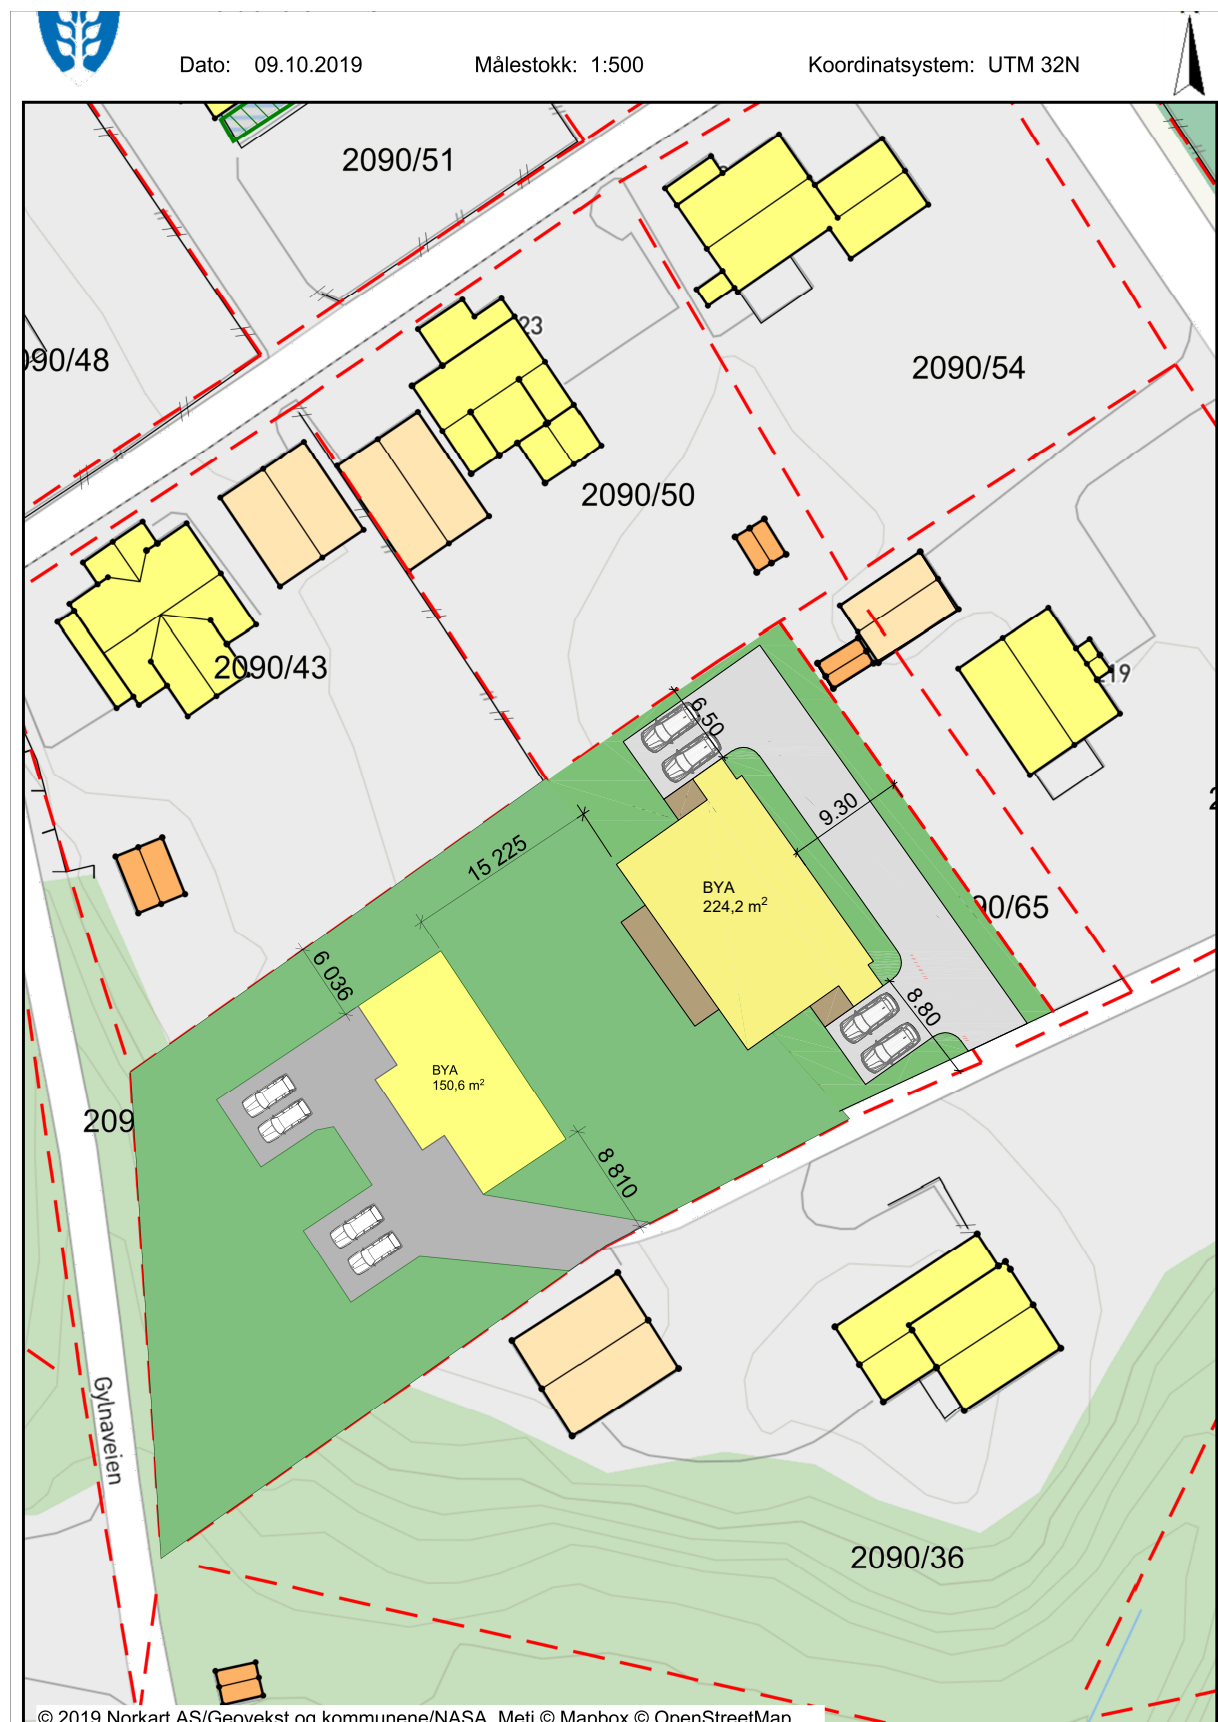 Dato: 09.10.2019 Målestokk: 1:500 Koordinatsystem: UTM 32N
2090/51
23
090/48
2090/54
2090/50
2090/43
19
6.50
9.30
15 225
BYA
224,2 m²
90/65
6 036
8.80
BYA
150,6 m²
209
8 810
Gylnaveien
2090/36
© 2019 Norkart AS/Geovekst og kommunene/NASA, Meti © Mapbox © OpenStreetMap